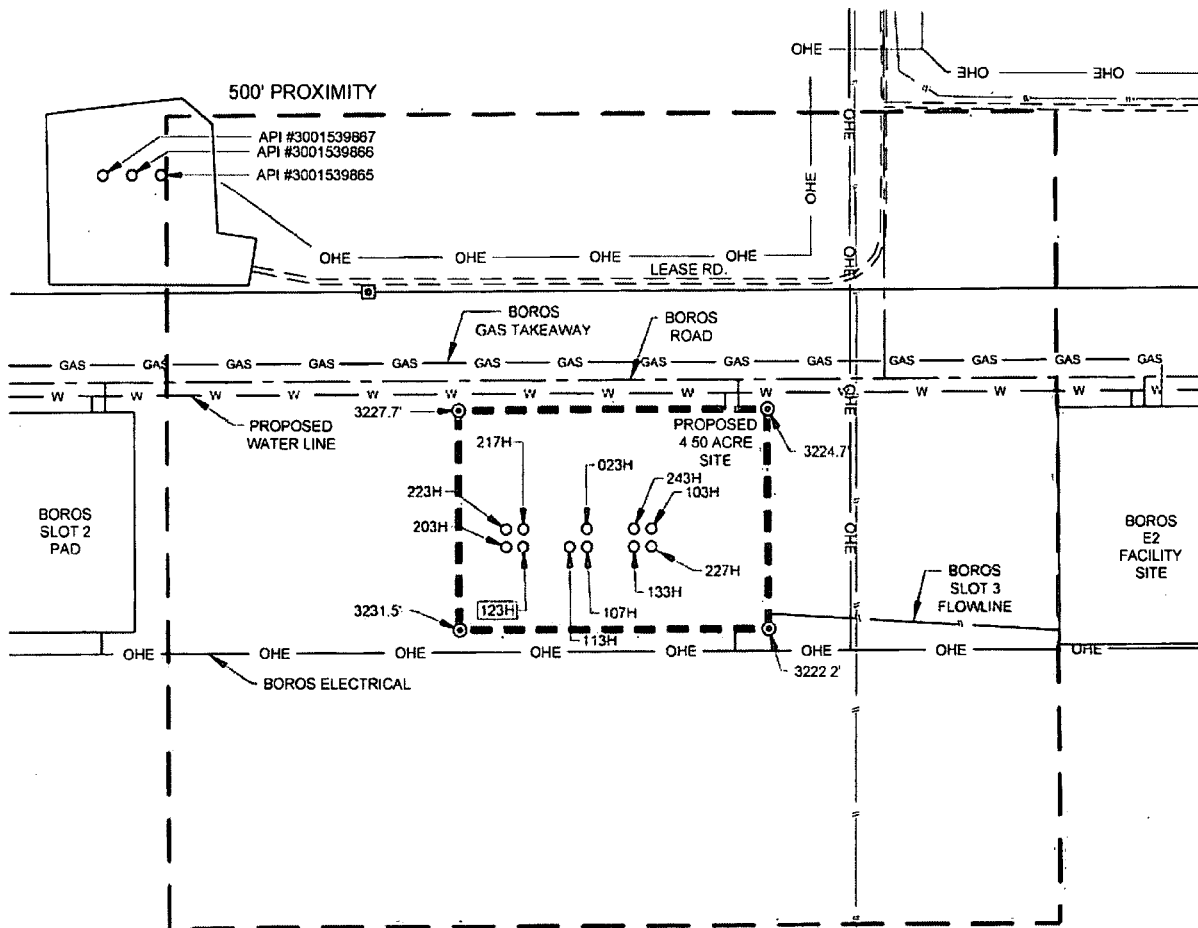 OHE
OHE
OHE
500' PROXIMITY
API #3001539867
API #3001539866
API #3001539865
OHE
OHE
OHE
OHE
OHE
OHE
OHE
OHE
LEASE RD.
BOROS
GAS TAKEAWAY
BOROS
ROAD
GAS GAS GAS GAS GAS GAS GAS GAS GAS GAS GAS GAS GAS GAS
W W W W W W W W W W W W W W W
OHE
PROPOSED
WATER LINE
3227.7'
PROPOSED
4 50 ACRE
SITE
3224.7'
217H
023H
243H
103H
223H
203H
BOROS
SLOT 2
PAD
OHE
BOROS
E2
FACILITY
SITE
227H
133H
BOROS
SLOT 3
FLOWLINE
123H
107H
113H
3231.5'
3222 2'
OHE OHE OHE OHE OHE OHE OHE OHE
BOROS ELECTRICAL